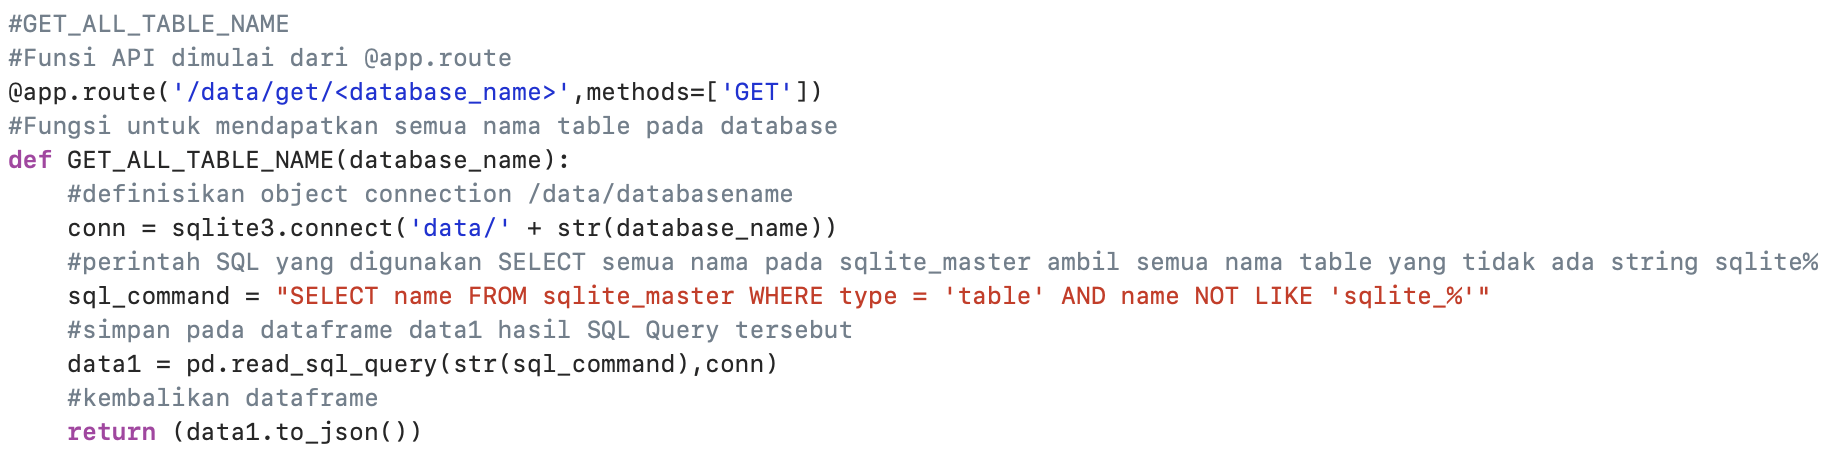 #GET_ALL_TABLE_NAME
#Funsi API dimulai dari @app.route
@app.route('/data/get/<database_name>',methods=['GET'])
#Fungsi untuk mendapatkan semua nama table pada database
def GET_ALL_TABLE_NAME(database_name):
    #definisikan object connection /data/databasename
    conn = sqlite3.connect('data/' + str(database_name))
    #perintah SQL yang digunakan SELECT semua nama pada sqlite_master ambil semua nama table yang tidak ada string sqlite%
    sql_command = "SELECT name FROM sqlite_master WHERE type = 'table' AND name NOT LIKE 'sqlite_%'"
    #simpan pada dataframe data1 hasil SQL Query tersebut
    data1 = pd.read_sql_query(str(sql_command),conn)
    #kembalikan dataframe
    return (data1.to_json())